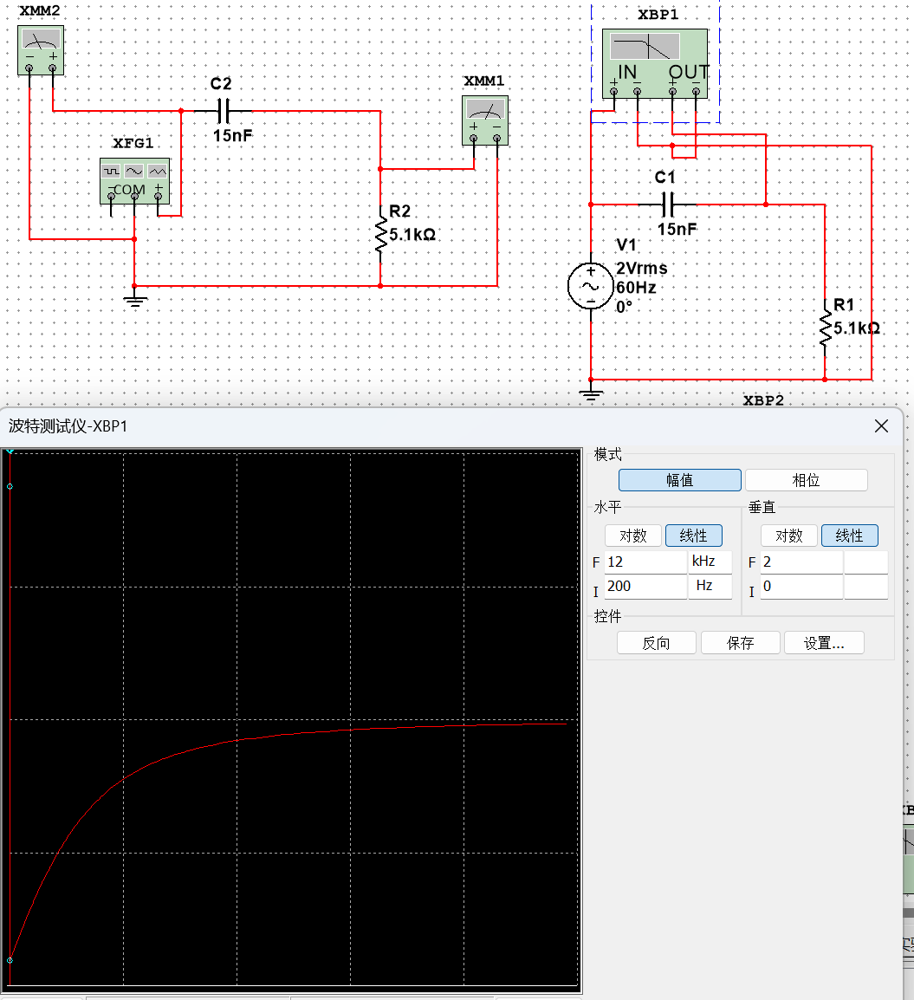 XMM2
XBP1
IN OUT
C2
15nF
XMM1
XFG1
COM
R2
5.1kΩ
C1
15nF
V1
2Vrms
60Hz
0°
R1
5.1kΩ
XBP2
波特测试仪-XBP1
模式
幅值 相位
水平 垂直
对数 线性 对数 线性
F 12 kHz F 2
I 200 Hz I 0
控件
反向 保存 设置...